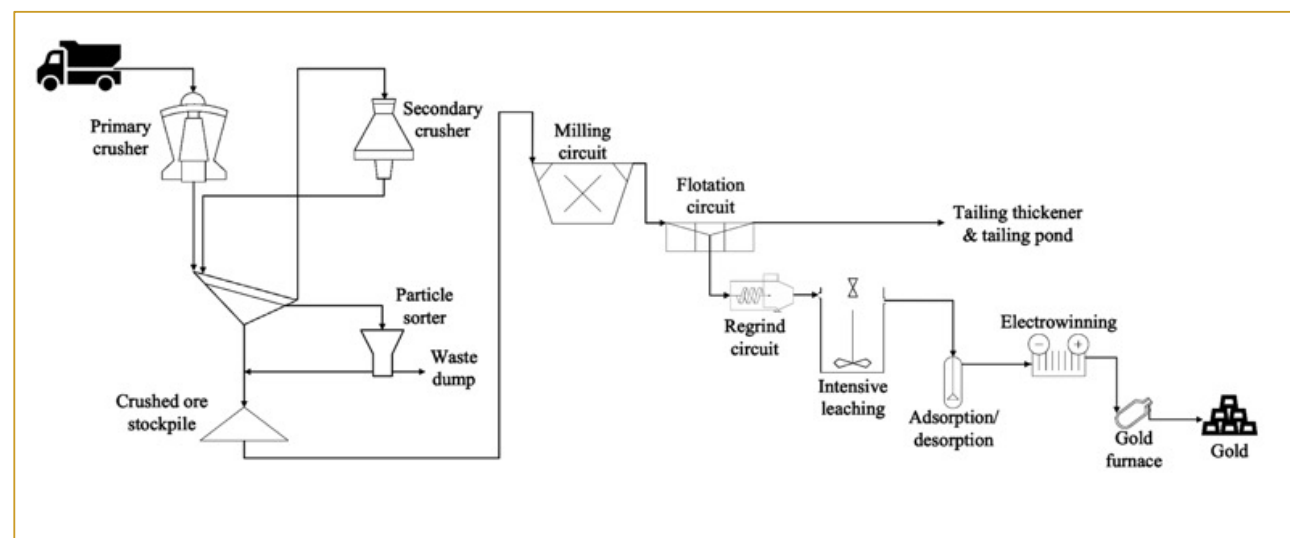 Primary
crusher
Secondary
crusher
Particle
sorter
Waste
dump
Crushed ore
stockpile
Milling
circuit
Flotation
circuit
Tailing thickener
& tailing pond
Regrind
circuit
Intensive
leaching
Adsorption/
desorption
Electrowinning
− +
Gold
furnace
Gold